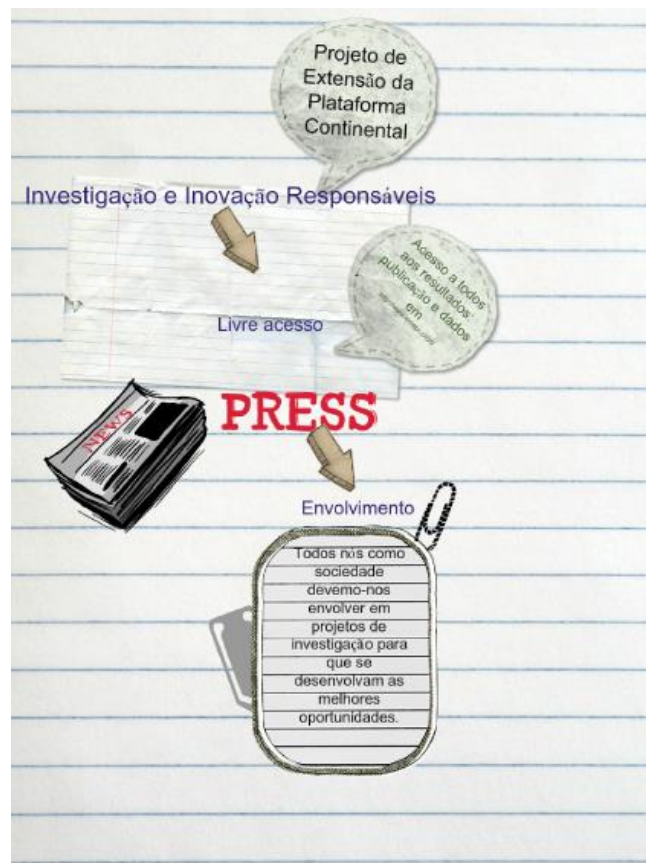 Projeto de
Extensão da
Plataforma
Continental
Investigação e Inovação Responsáveis
Acesso a todos
aos resultados:
publicação e dados
em
Livre acesso
NEWS
PRESS
Envolvimento
Todos nós como
sociedade
devemo-nos
envolver em
projetos de
investigação para
que se
desenvolvam as
melhores
oportunidades.